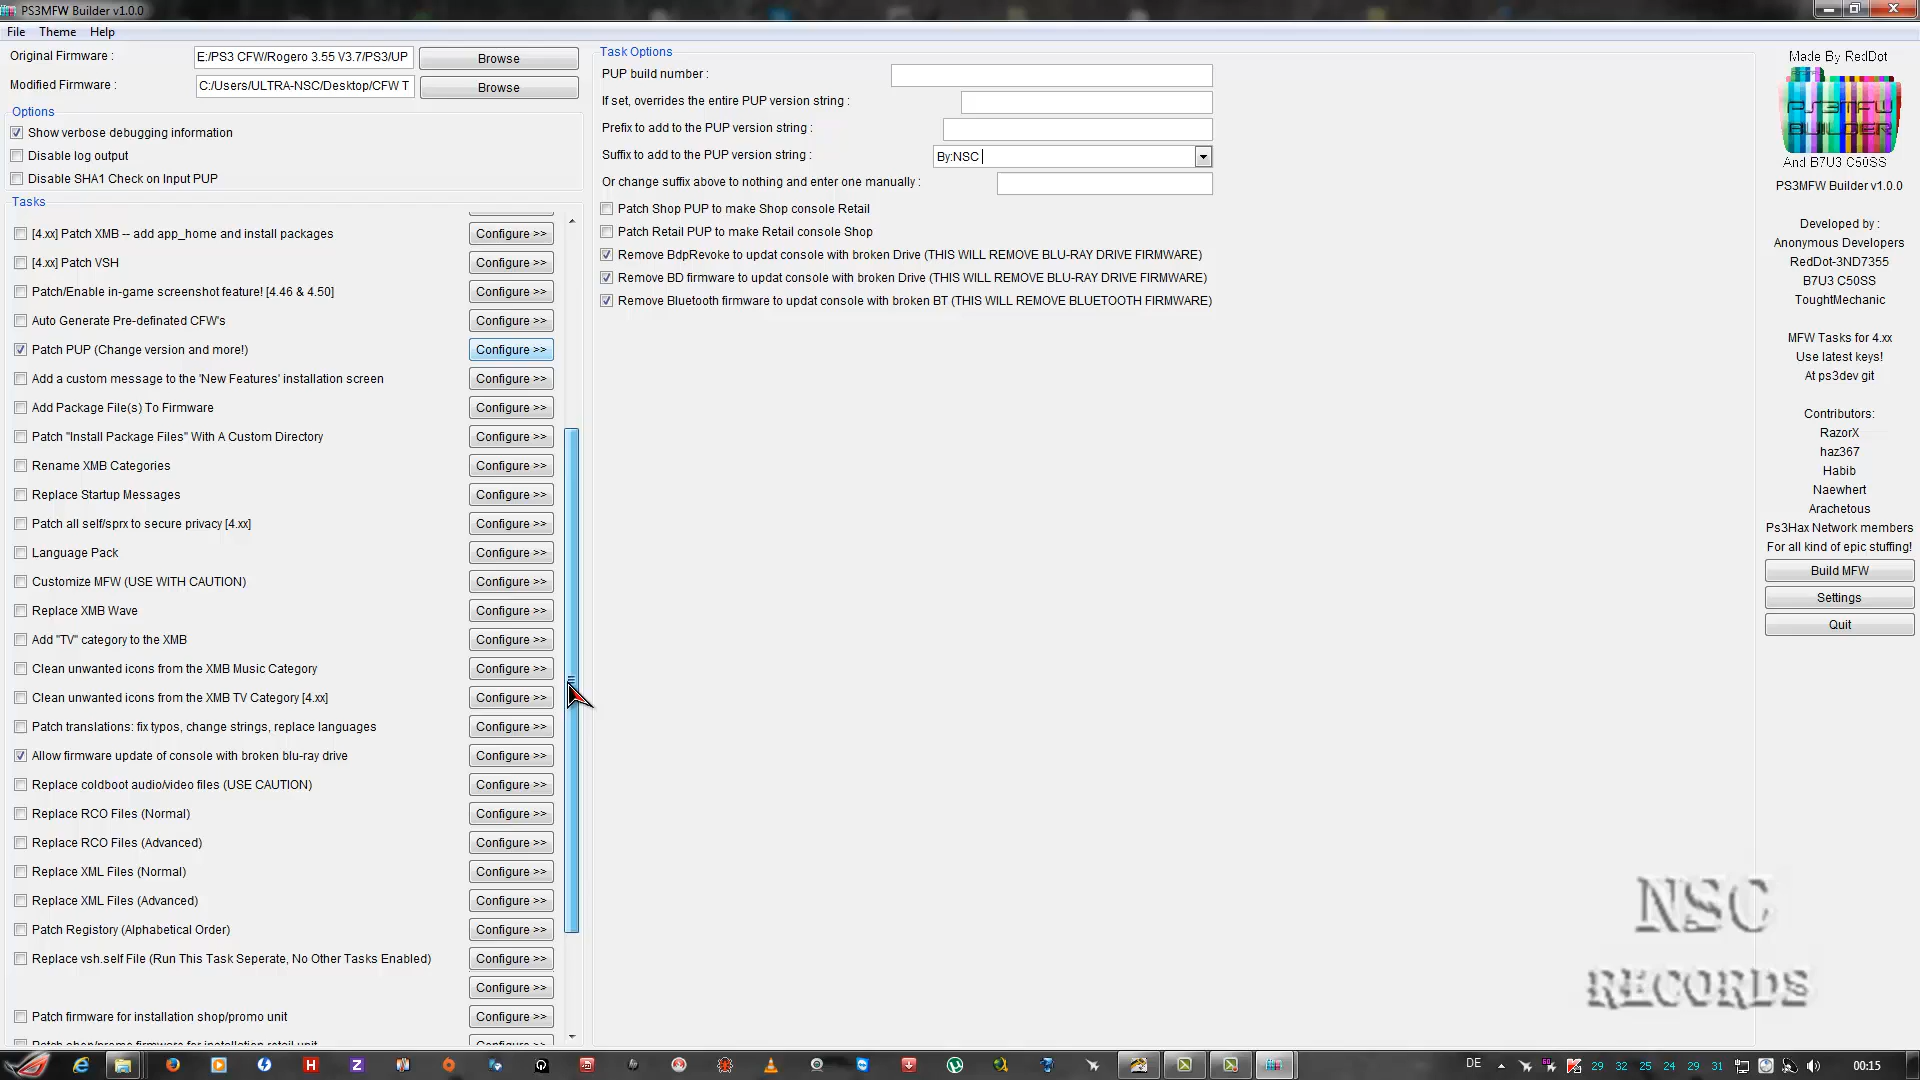 PS3MFW Builder v1.0.0
File Theme Help
Original Firmware : E:/PS3 CFW/Rogero 3.55 V3.7/PS3/UP Browse
Modified Firmware : C:/Users/ULTRA-NSC/Desktop/CFW T Browse
Options
Show verbose debugging information
Disable log output
Disable SHA1 Check on Input PUP
Tasks
[4.xx] Patch XMB -- add app_home and install packages Configure >>
[4.xx] Patch VSH Configure >>
Patch/Enable in-game screenshot feature! [4.46 & 4.50] Configure >>
Auto Generate Pre-definated CFW's Configure >>
Patch PUP (Change version and more!) Configure >>
Add a custom message to the 'New Features' installation screen Configure >>
Add Package File(s) To Firmware Configure >>
Patch "Install Package Files" With A Custom Directory Configure >>
Rename XMB Categories Configure >>
Replace Startup Messages Configure >>
Patch all self/sprx to secure privacy [4.xx] Configure >>
Language Pack Configure >>
Customize MFW (USE WITH CAUTION) Configure >>
Replace XMB Wave Configure >>
Add "TV" category to the XMB Configure >>
Clean unwanted icons from the XMB Music Category Configure >>
Clean unwanted icons from the XMB TV Category [4.xx] Configure >>
Patch translations: fix typos, change strings, replace languages Configure >>
Allow firmware update of console with broken blu-ray drive Configure >>
Replace coldboot audio/video files (USE CAUTION) Configure >>
Replace RCO Files (Normal) Configure >>
Replace RCO Files (Advanced) Configure >>
Replace XML Files (Normal) Configure >>
Replace XML Files (Advanced) Configure >>
Patch Registory (Alphabetical Order) Configure >>
Replace vsh.self File (Run This Task Seperate, No Other Tasks Enabled) Configure >>
Configure >>
Patch firmware for installation shop/promo unit Configure >>
Patch shop/promo firmware for installation retail unit Configure >>
Task Options
PUP build number :
If set, overrides the entire PUP version string :
Prefix to add to the PUP version string :
Suffix to add to the PUP version string : By:NSC
Or change suffix above to nothing and enter one manually :
Patch Shop PUP to make Shop console Retail
Patch Retail PUP to make Retail console Shop
Remove BdpRevoke to updat console with broken Drive (THIS WILL REMOVE BLU-RAY DRIVE FIRMWARE)
Remove BD firmware to updat console with broken Drive (THIS WILL REMOVE BLU-RAY DRIVE FIRMWARE)
Remove Bluetooth firmware to updat console with broken BT (THIS WILL REMOVE BLUETOOTH FIRMWARE)
Made By RedDot
PS3MFW
BUILDER
And B7U3 C50SS
PS3MFW Builder v1.0.0
Developed by :
Anonymous Developers
RedDot-3ND7355
B7U3 C50SS
ToughtMechanic
MFW Tasks for 4.xx
Use latest keys!
At ps3dev git
Contributors:
RazorX
haz367
Habib
Naewhert
Arachetous
Ps3Hax Network members
For all kind of epic stuffing!
Build MFW
Settings
Quit
NSC
RECORDS
DE 29 32 25 24 29 31 00:15